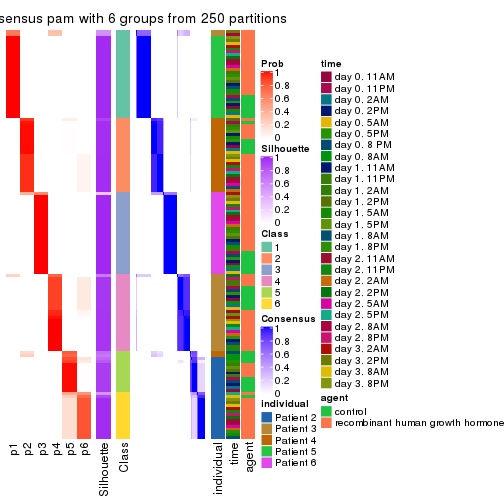 sensus pam with 6 groups from 250 partitions
p1
p2
p3
p4
p5
p6
Silhouette
Class
individual
time
agent
Prob
1
0.8
0.6
0.4
0.2
0
Silhouette
1
0.8
0.6
0.4
0.2
0
Class
1
2
3
4
5
6
Consensus
1
0.8
0.6
0.4
0.2
0
individual
Patient 2
Patient 3
Patient 4
Patient 5
Patient 6
time
day 0. 11AM
day 0. 11PM
day 0. 2AM
day 0. 2PM
day 0. 5AM
day 0. 5PM
day 0. 8 PM
day 0. 8AM
day 1. 11AM
day 1. 11PM
day 1. 2AM
day 1. 2PM
day 1. 5AM
day 1. 5PM
day 1. 8AM
day 1. 8PM
day 2. 11AM
day 2. 11PM
day 2. 2AM
day 2. 2PM
day 2. 5AM
day 2. 5PM
day 2. 8AM
day 2. 8PM
day 3. 2AM
day 3. 2PM
day 3. 8AM
day 3. 8PM
agent
control
recombinant human growth hormone